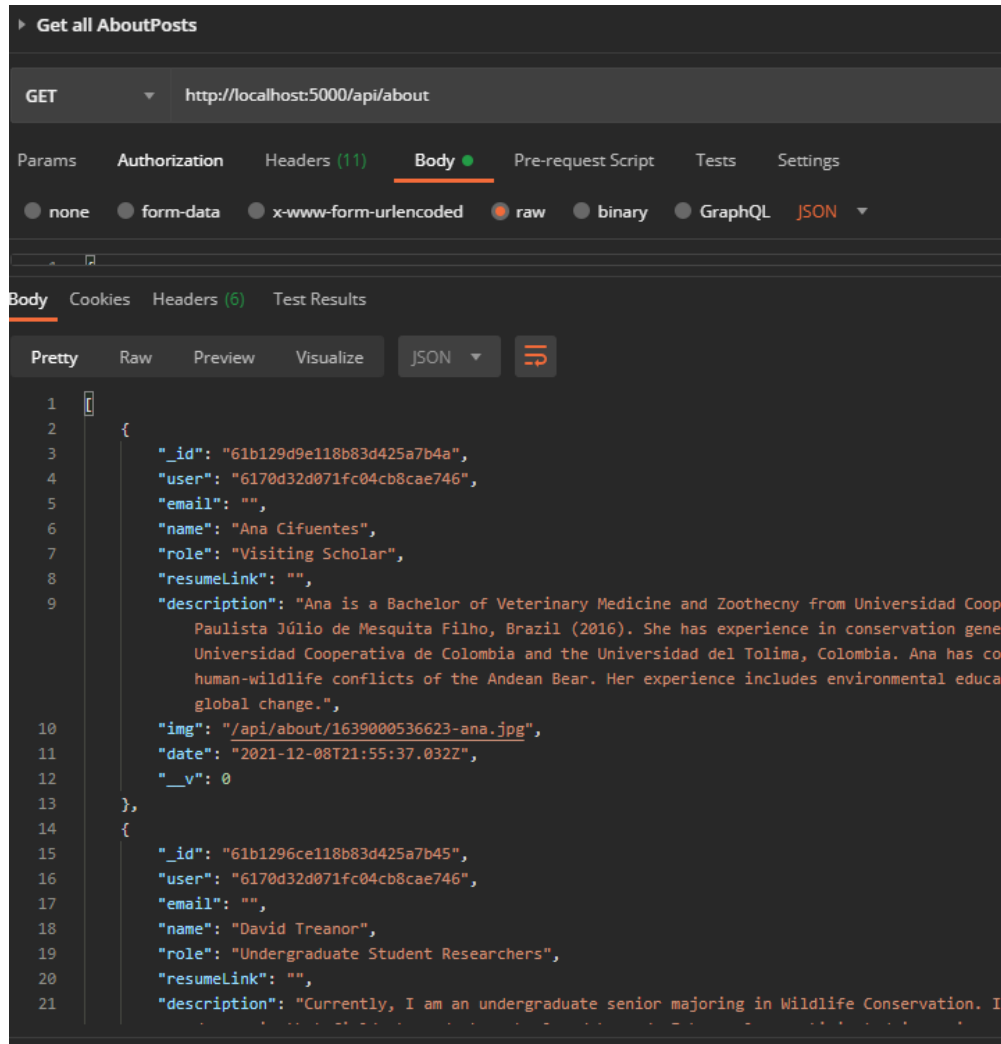 Get all AboutPosts
GET http://localhost:5000/api/about
Params Authorization Headers (11) Body Pre-request Script Tests Settings
none form-data x-www-form-urlencoded raw binary GraphQL JSON
Body Cookies Headers (6) Test Results
Pretty Raw Preview Visualize JSON
1 [
2 {
3 "_id": "61b129d9e118b83d425a7b4a",
4 "user": "6170d32d071fc04cb8cae746",
5 "email": "",
6 "name": "Ana Cifuentes",
7 "role": "Visiting Scholar",
8 "resumeLink": "",
9 "description": "Ana is a Bachelor of Veterinary Medicine and Zoothecny from Universidad Coop
Paulista Júlio de Mesquita Filho, Brazil (2016). She has experience in conservation gene
Universidad Cooperativa de Colombia and the Universidad del Tolima, Colombia. Ana has co
human-wildlife conflicts of the Andean Bear. Her experience includes environmental educa
global change.",
10 "img": "/api/about/1639000536623-ana.jpg",
11 "date": "2021-12-08T21:55:37.032Z",
12 "__v": 0
13 },
14 {
15 "_id": "61b1296ce118b83d425a7b45",
16 "user": "6170d32d071fc04cb8cae746",
17 "email": "",
18 "name": "David Treanor",
19 "role": "Undergraduate Student Researchers",
20 "resumeLink": "",
21 "description": "Currently, I am an undergraduate senior majoring in Wildlife Conservation. I